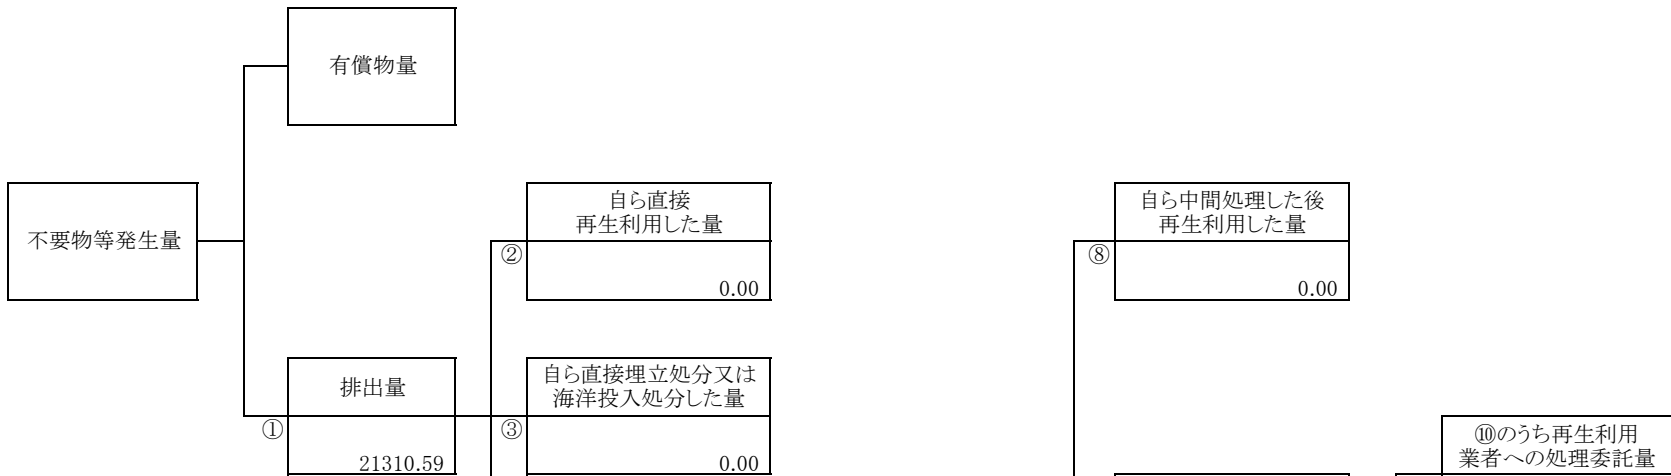 有償物量
不要物等発生量
自ら直接
再生利用した量
②
0.00
自ら中間処理した後
再生利用した量
⑧
0.00
排出量
①
21310.59
自ら直接埋立処分又は
海洋投入処分した量
③
0.00
⑩のうち再生利用
業者への処理委託量